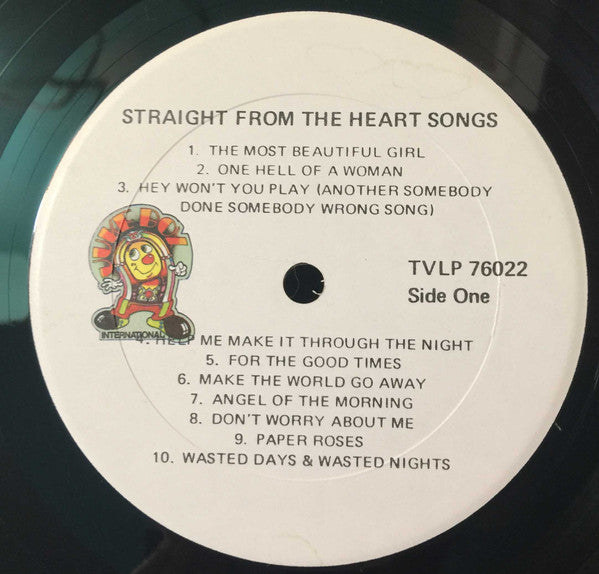 STRAIGHT FROM THE HEART SONGS
1. THE MOST BEAUTIFUL GIRL
2. ONE HELL OF A WOMAN
3. HEY WON'T YOU PLAY (ANOTHER SOMEBODY
DONE SOMEBODY WRONG SONG)
TVLP 76022
Side One
INTERNATIONAL
4. HELP ME MAKE IT THROUGH THE NIGHT
5. FOR THE GOOD TIMES
6. MAKE THE WORLD GO AWAY
7. ANGEL OF THE MORNING
8. DON'T WORRY ABOUT ME
9. PAPER ROSES
10. WASTED DAYS & WASTED NIGHTS